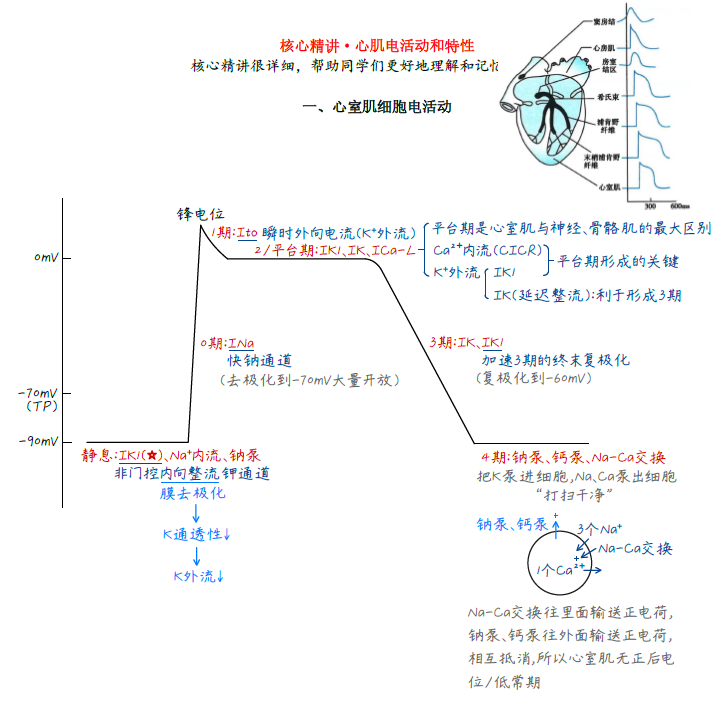 核心精讲·心肌电活动和特性
核心精讲很详细，帮助同学们更好地理解和记忆
一、心室肌细胞电活动
窦房结
心房肌
房室
结区
希氏束
浦肯野
纤维
末梢浦肯野
纤维
心室肌
300 600ms
锋电位
1期:Ito 瞬时外向电流(K⁺外流)
2/平台期:IK1、IK、ICa-L
平台期是心室肌与神经、骨骼肌的最大区别
Ca²⁺内流(CICR)
K⁺外流
IK1
IK(延迟整流):利于形成3期
平台期形成的关键
0mV
0期:INa
快钠通道
(去极化到-70mV大量开放)
3期:IK、IK1
加速3期的终末复极化
(复极化到-60mV)
-70mV
(TP)
-90mV
静息:IK1(☆)、Na⁺内流、钠泵
非门控内向整流钾通道
膜去极化
↓
K通透性↓
↓
K外流↓
4期:钠泵、钙泵、Na-Ca交换
把K泵进细胞,Na、Ca泵出细胞
“打扫干净”
钠泵、钙泵
+
3个Na⁺
+
Na-Ca交换
1个Ca²⁺
Na-Ca交换往里面输送正电荷,
钠泵、钙泵往外面输送正电荷,
相互抵消,所以心室肌无正后电
位/低常期